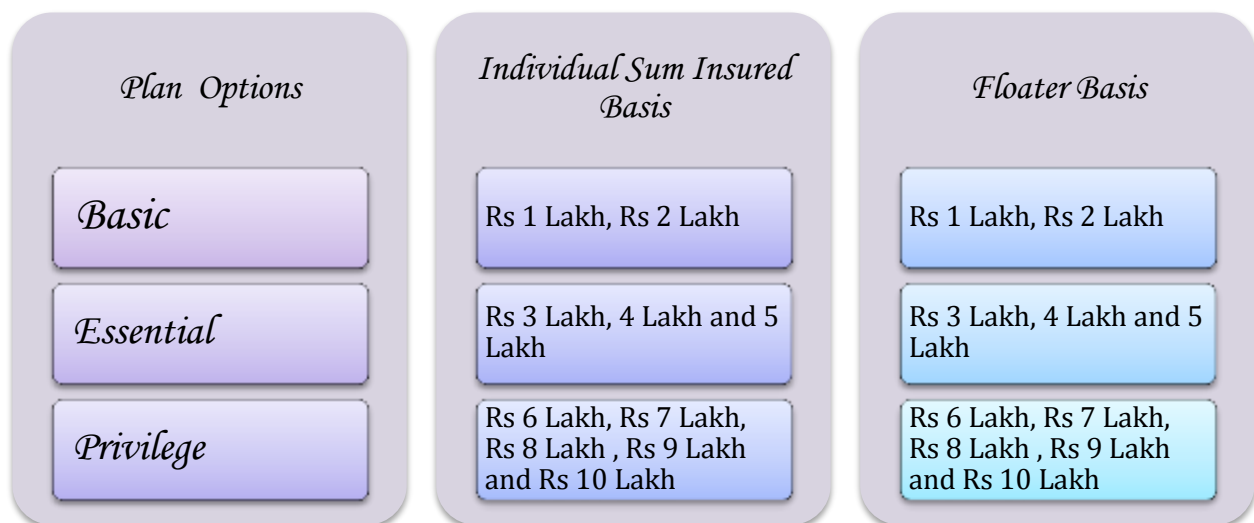 Plan Options
Individual Sum Insured
Basis
Floater Basis
Basic
Rs 1 Lakh, Rs 2 Lakh
Rs 1 Lakh, Rs 2 Lakh
Essential
Rs 3 Lakh, 4 Lakh and 5
Lakh
Rs 3 Lakh, 4 Lakh and 5
Lakh
Privilege
Rs 6 Lakh, Rs 7 Lakh,
Rs 8 Lakh , Rs 9 Lakh
and Rs 10 Lakh
Rs 6 Lakh, Rs 7 Lakh,
Rs 8 Lakh , Rs 9 Lakh
and Rs 10 Lakh